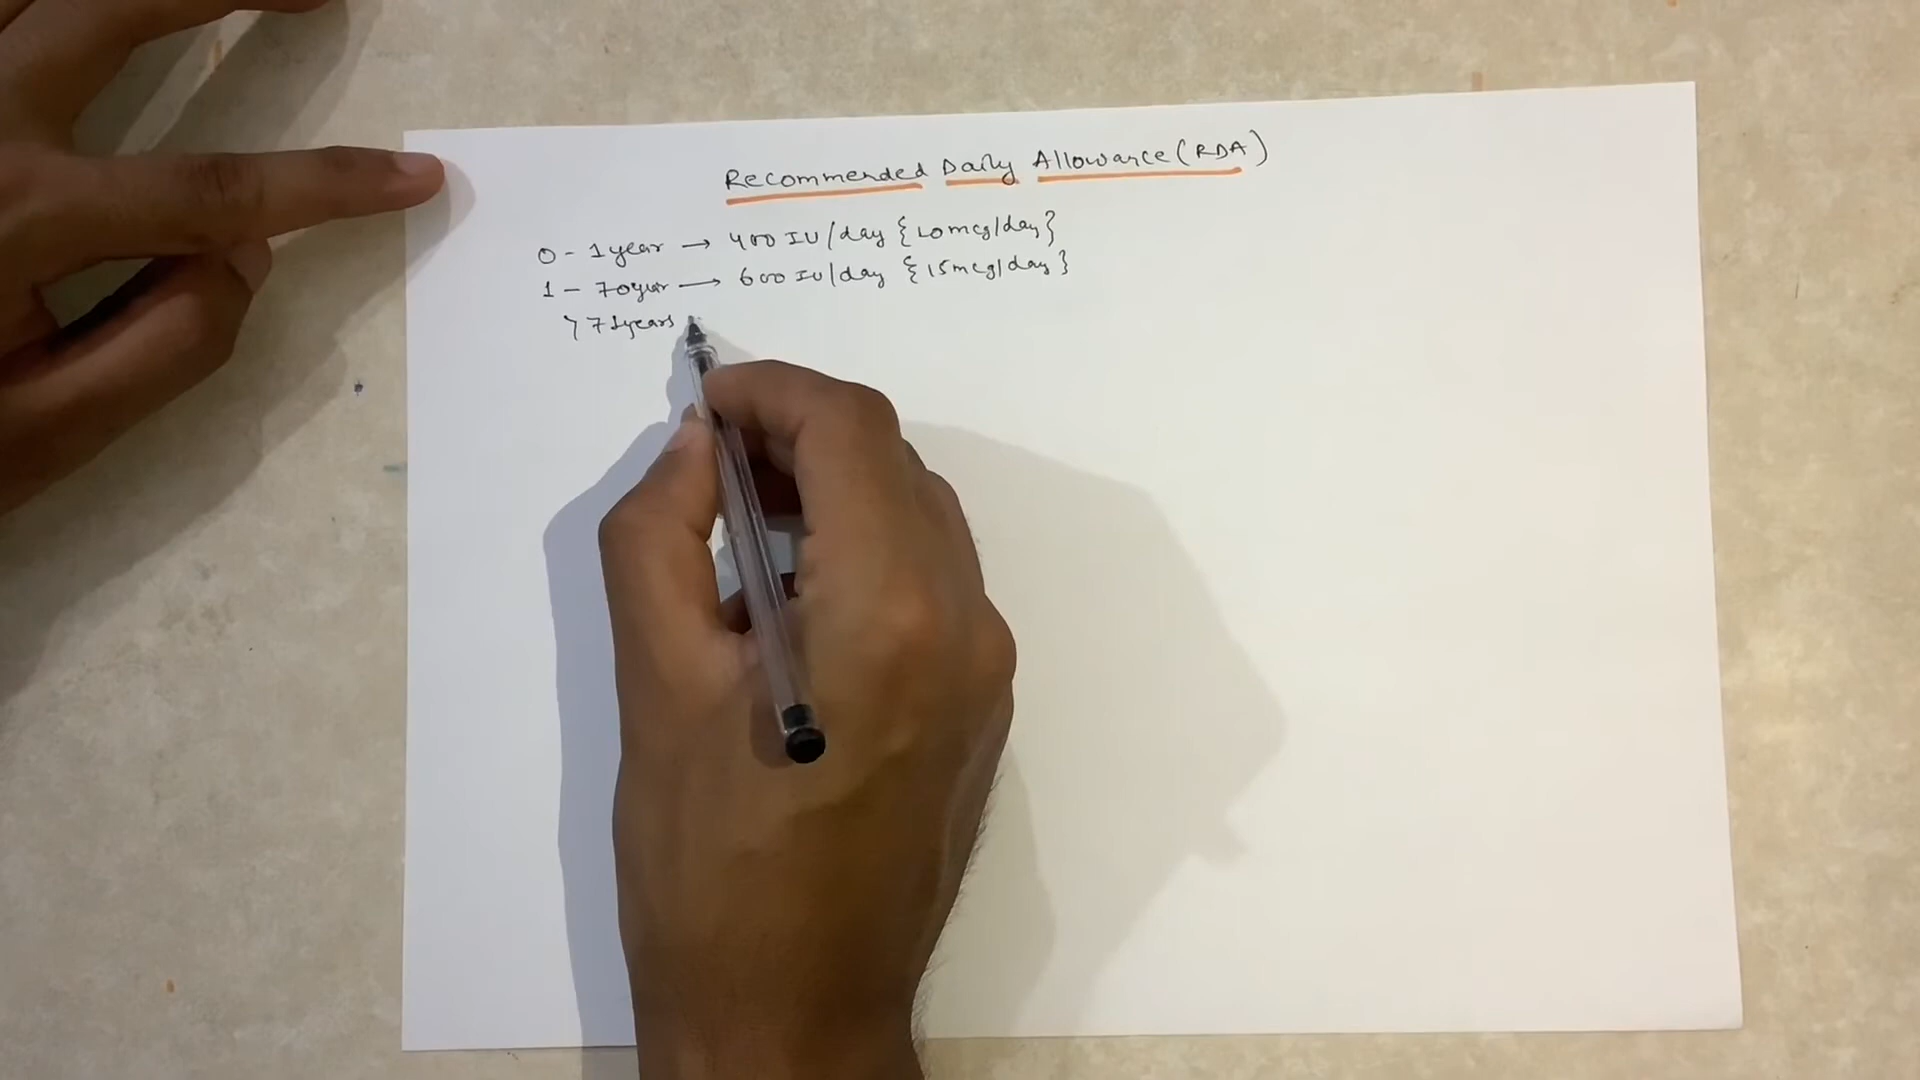 Recommended Daily Allowance (RDA)
0 - 1 year → 400 IU/day {10mcg/day}
1 - 70year → 600 IU/day {15mcg/day}
> 71years